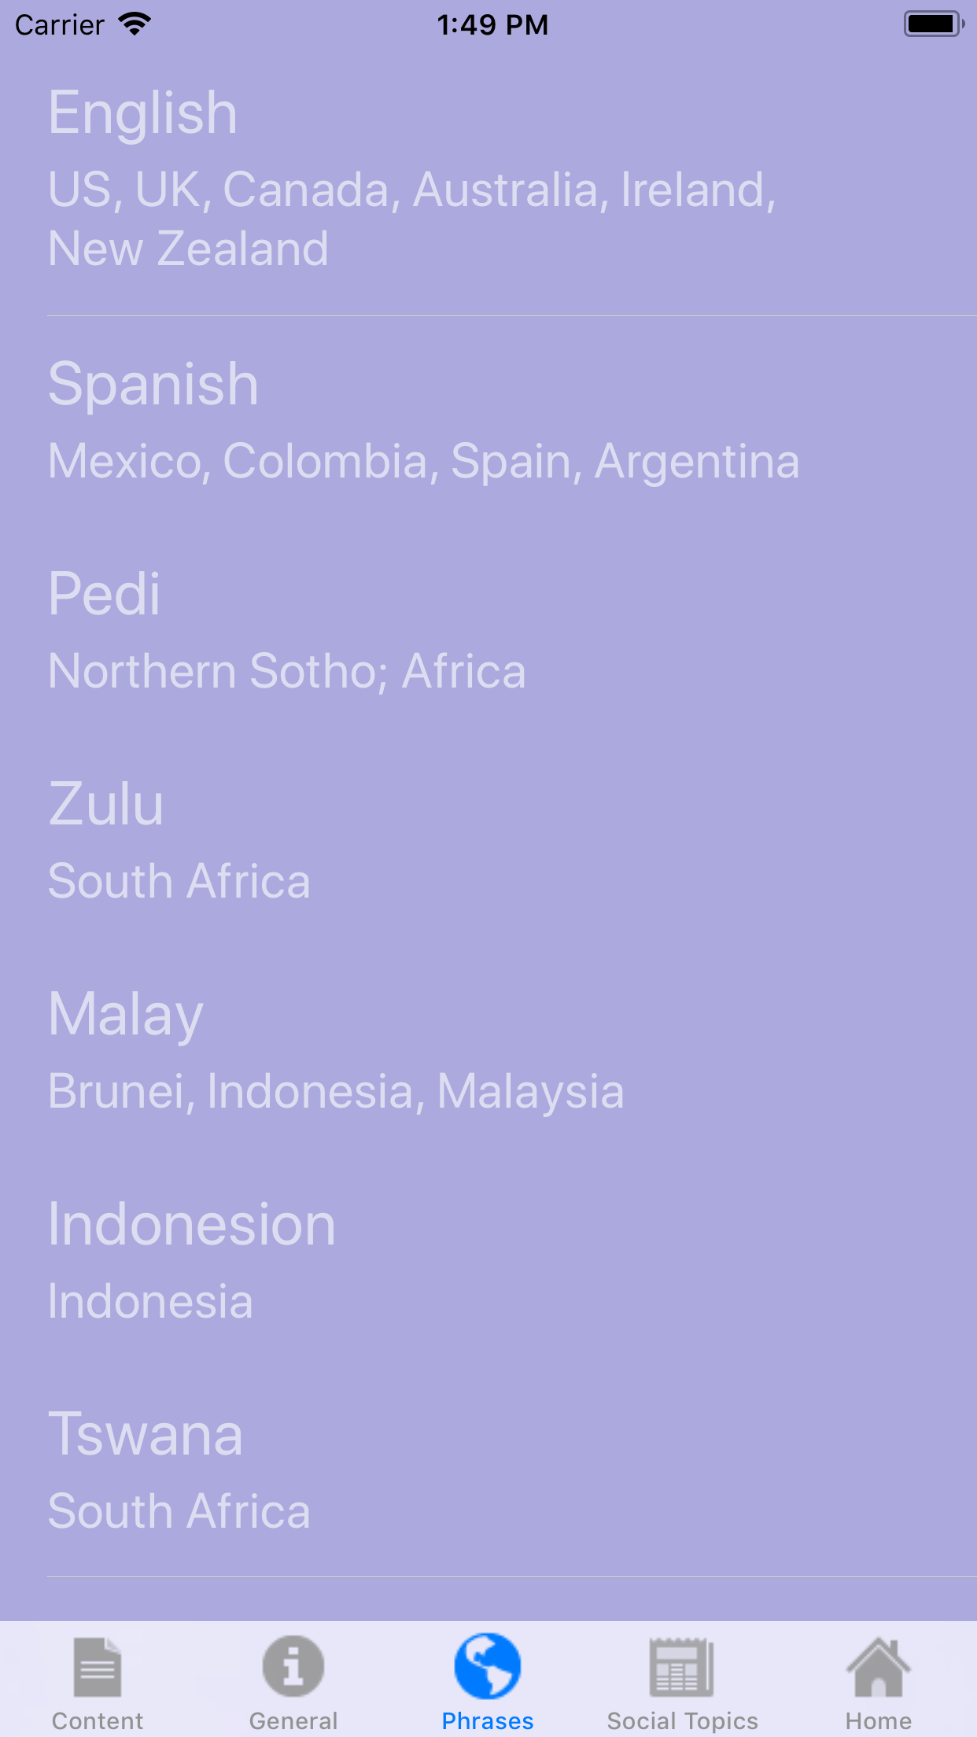 Carrier 1:49 PM
English
US, UK, Canada, Australia, Ireland,
New Zealand
Spanish
Mexico, Colombia, Spain, Argentina
Pedi
Northern Sotho; Africa
Zulu
South Africa
Malay
Brunei, Indonesia, Malaysia
Indonesion
Indonesia
Tswana
South Africa
Content General Phrases Social Topics Home